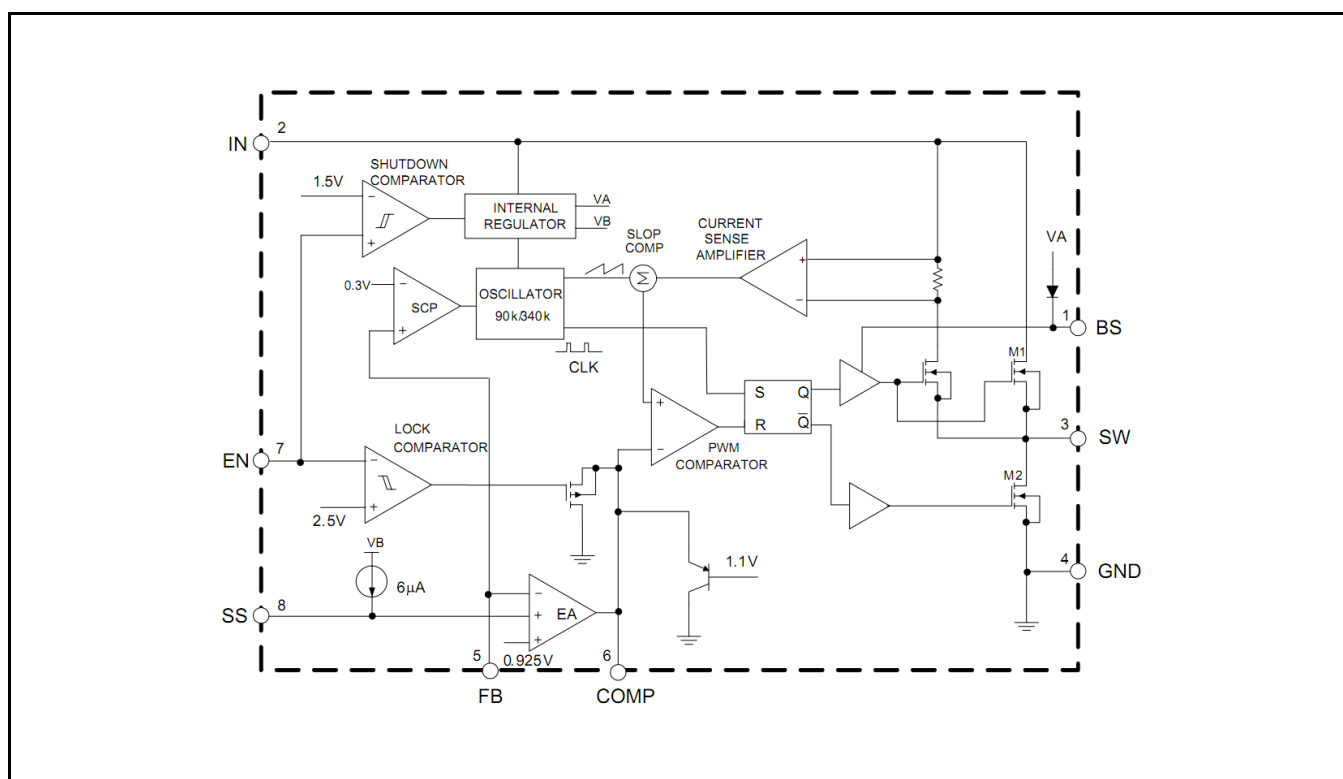 IN
2
SHUTDOWN
COMPARATOR
1.5V
−
+
INTERNAL
REGULATOR
VA
VB
SLOP
COMP
Σ
CURRENT
SENSE
AMPLIFIER
+
−
VA
0.3V
−
SCP
+
OSCILLATOR
90k/340k
CLK
1
BS
M1
S
Q
R
Q̅
+
−
PWM
COMPARATOR
3
SW
EN
7
LOCK
COMPARATOR
−
+
2.5V
M2
VB
6μA
1.1V
4
GND
SS
8
−
+
+
EA
0.925V
5
FB
6
COMP